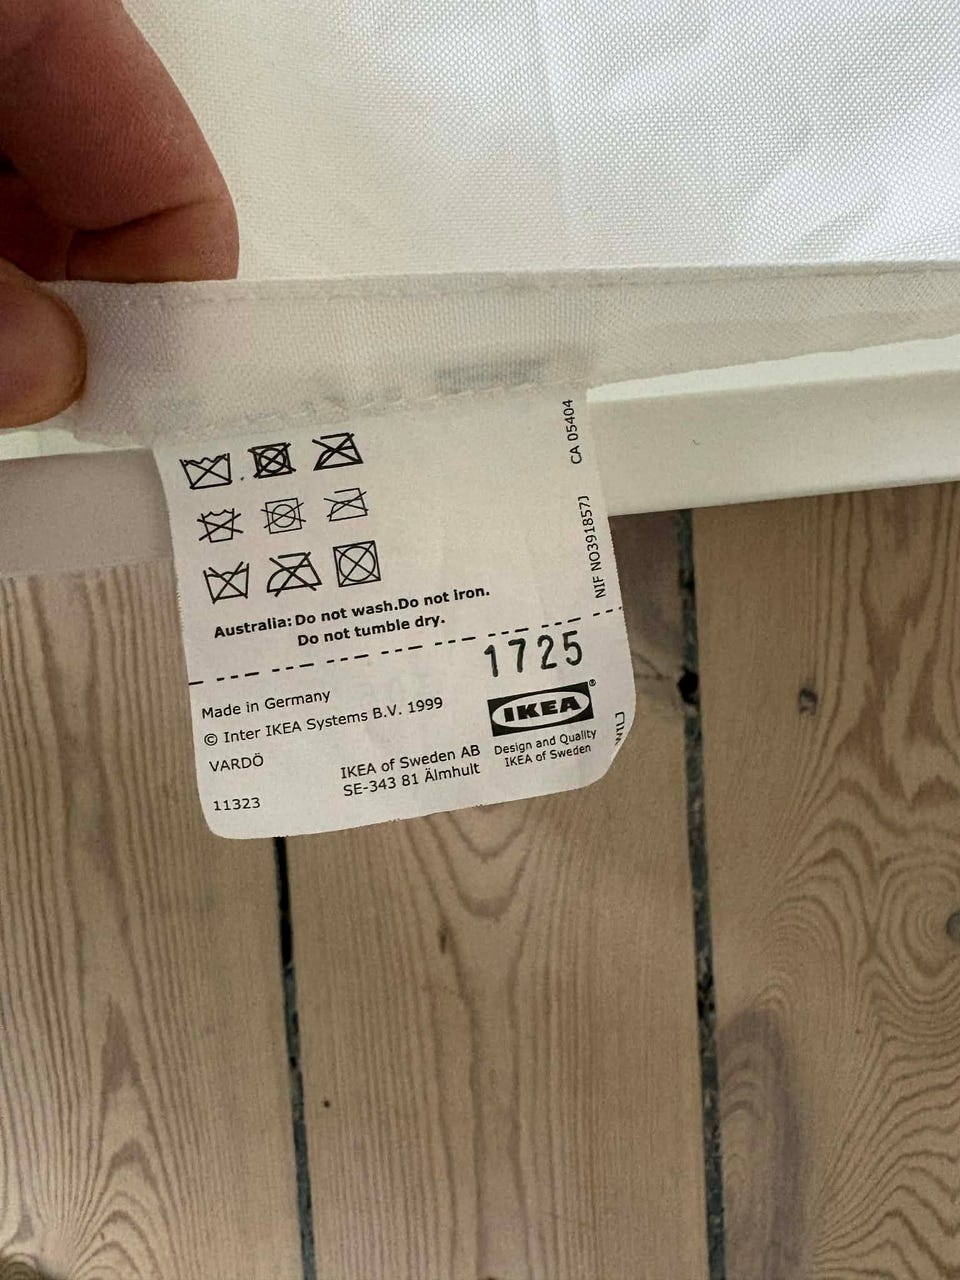 CA 05404
NIF NO391857J
Australia: Do not wash.Do not iron.
Do not tumble dry.
1725
Made in Germany
© Inter IKEA Systems B.V. 1999
VARDÖ
11323
IKEA of Sweden AB
SE-343 81 Älmhult
IKEA®
Design and Quality
IKEA of Sweden